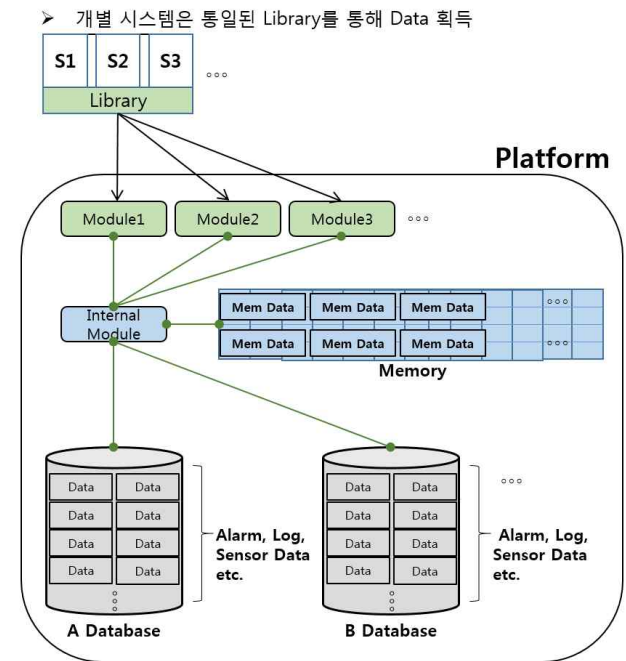 ➤ 개별 시스템은 통일된 Library를 통해 Data 획득
S1 S2 S3 ○○○
Library
Platform
Module1 Module2 Module3 ○○○
Internal
Module
Mem Data Mem Data Mem Data ○○○
Mem Data Mem Data Mem Data ○○○
Memory
Data Data
Data Data
Data Data
Data Data
Alarm, Log,
Sensor Data
etc.
A Database
Data Data
Data Data
Data Data
Data Data
○○○
Alarm, Log,
Sensor Data
etc.
B Database